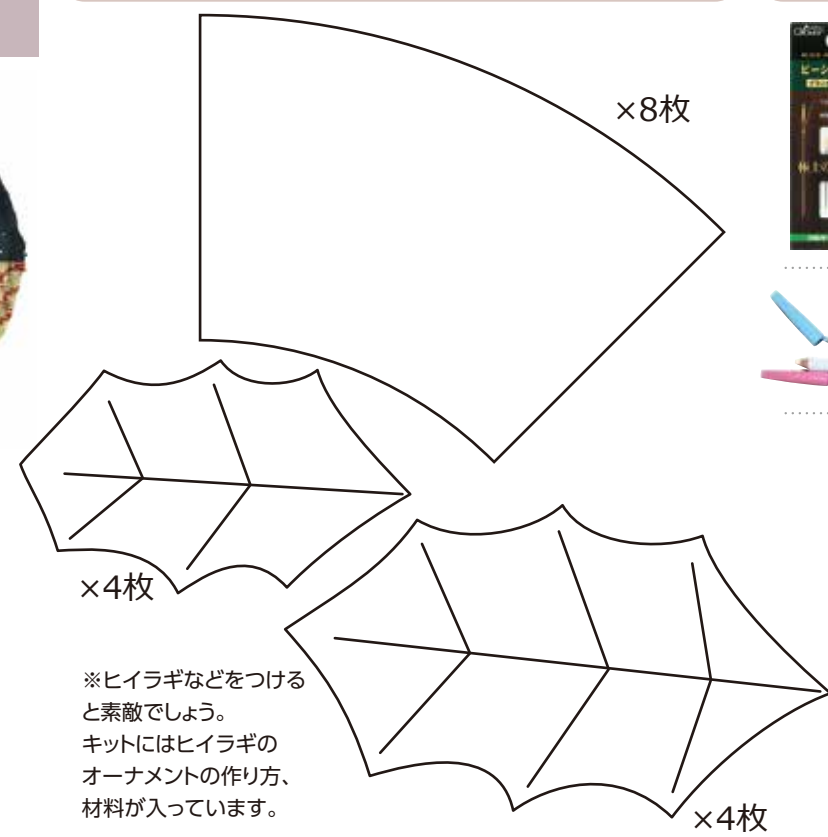 ×8枚
×4枚
※ヒイラギなどをつける
と素敵でしょう。
キットにはヒイラギの
オーナメントの作り方、
材料が入っています。
×4枚